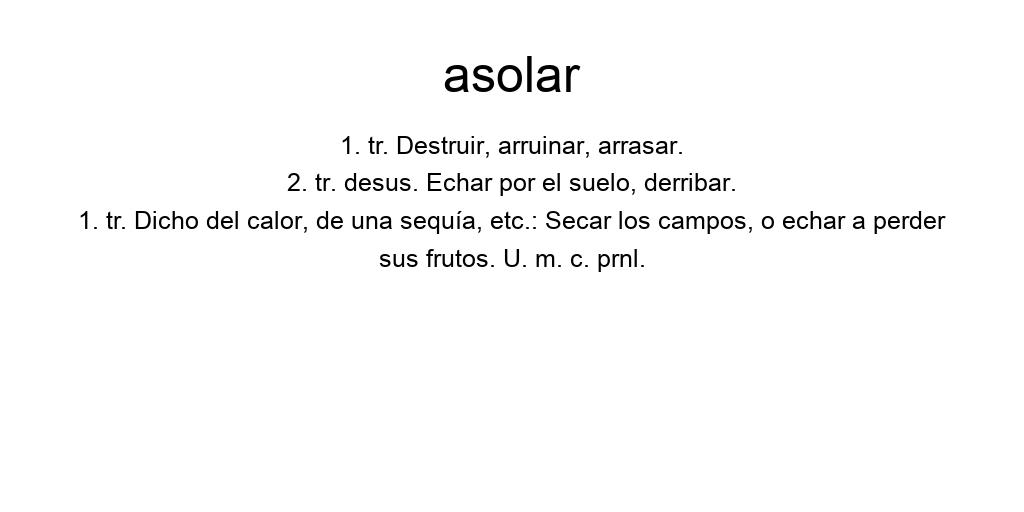 asolar
1. tr. Destruir, arruinar, arrasar.
2. tr. desus. Echar por el suelo, derribar.
1. tr. Dicho del calor, de una sequía, etc.: Secar los campos, o echar a perder
sus frutos. U. m. c. prnl.